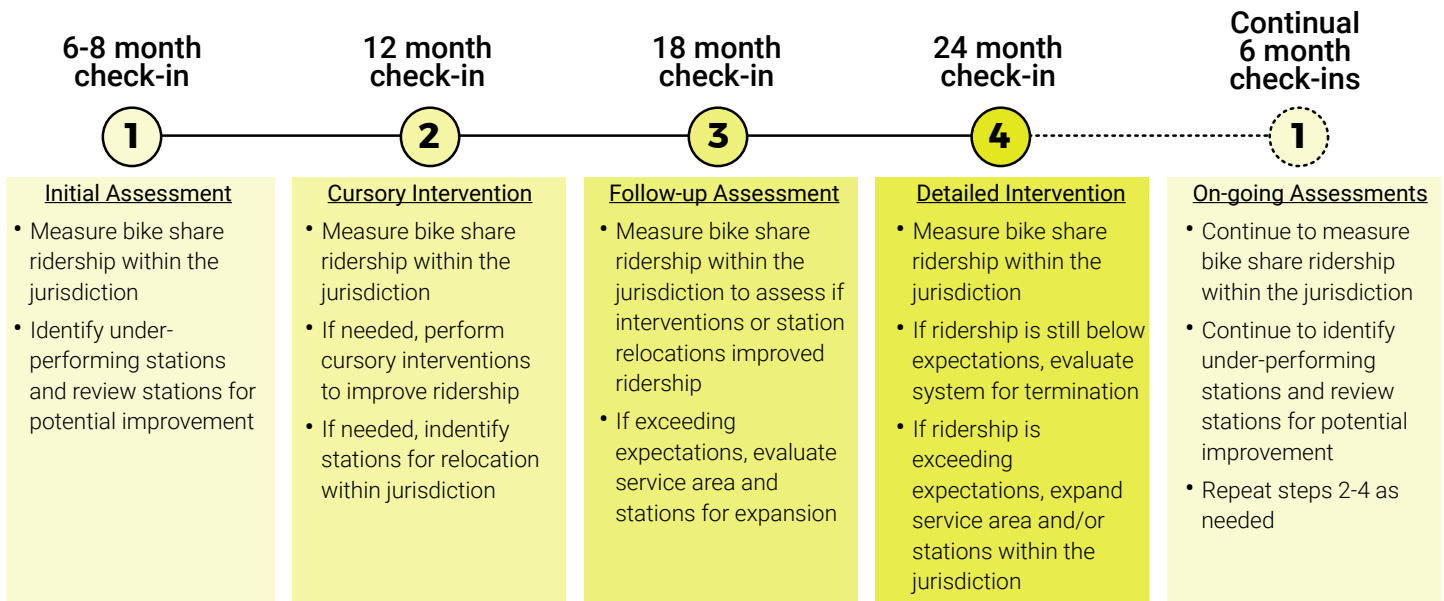 6-8 month
check-in
12 month
check-in
18 month
check-in
24 month
check-in
Continual
6 month
check-ins
1
2
3
4
1
Initial Assessment
• Measure bike share
ridership within the
jurisdiction
• Identify under-
performing stations
and review stations for
potential improvement
Cursory Intervention
• Measure bike share
ridership within the
jurisdiction
• If needed, perform
cursory interventions
to improve ridership
• If needed, indentify
stations for relocation
within jurisdiction
Follow-up Assessment
• Measure bike share
ridership within the
jurisdiction to assess if
interventions or station
relocations improved
ridership
• If exceeding
expectations, evaluate
service area and
stations for expansion
Detailed Intervention
• Measure bike share
ridership within the
jurisdiction
• If ridership is still below
expectations, evaluate
system for termination
• If ridership is
exceeding
expectations, expand
service area and/or
stations within the
jurisdiction
On-going Assessments
• Continue to measure
bike share ridership
within the jurisdiction
• Continue to identify
under-performing
stations and review
stations for potential
improvement
• Repeat steps 2-4 as
needed